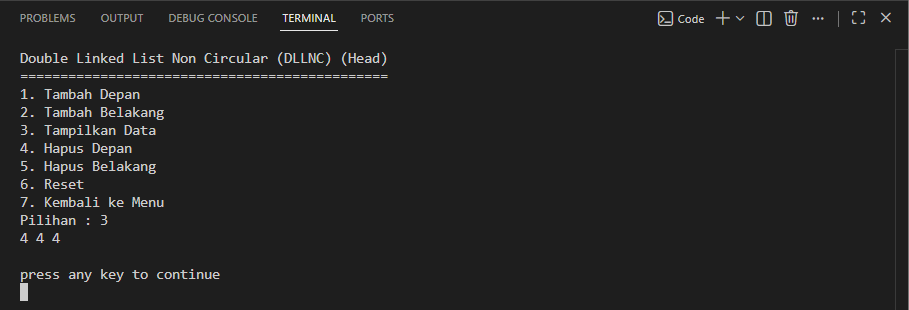 PROBLEMS OUTPUT DEBUG CONSOLE TERMINAL PORTS Code
Double Linked List Non Circular (DLLNC) (Head)
==============================================
1. Tambah Depan
2. Tambah Belakang
3. Tampilkan Data
4. Hapus Depan
5. Hapus Belakang
6. Reset
7. Kembali ke Menu
Pilihan : 3
4 4 4
press any key to continue